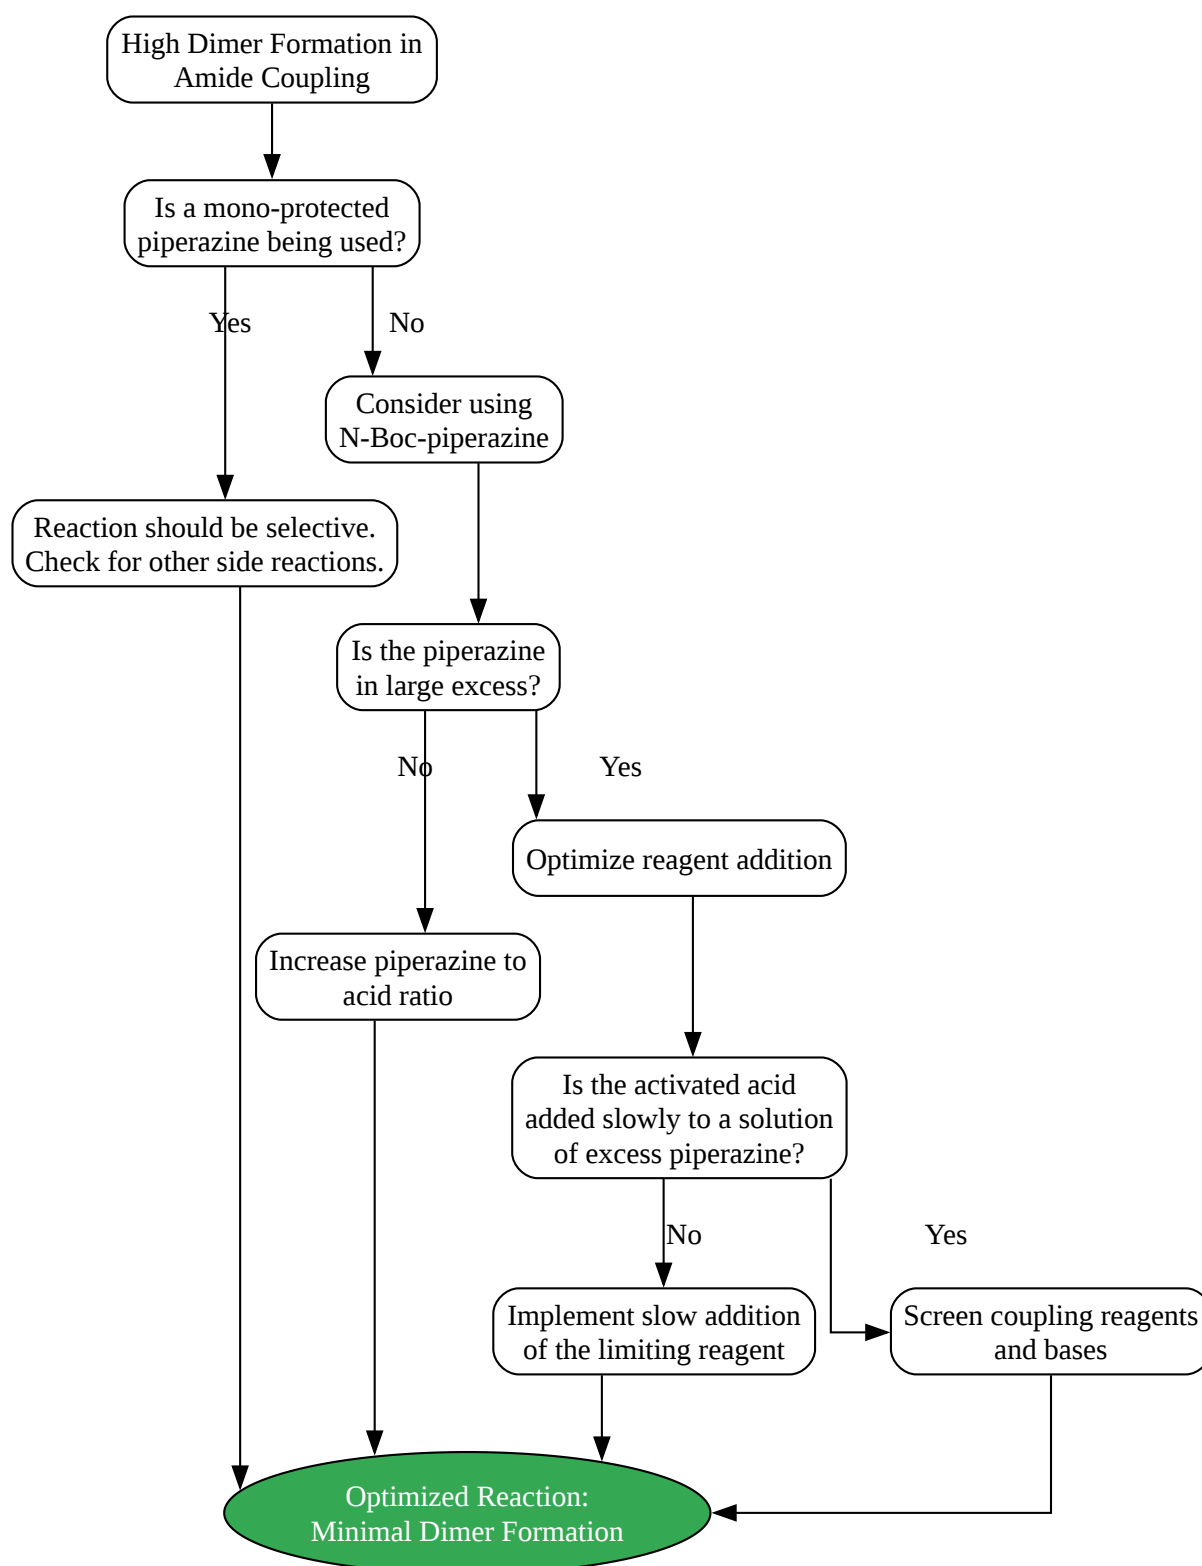 High Dimer Formation in
Amide Coupling
Is a mono-protected
piperazine being used?
Yes
No
Consider using
N-Boc-piperazine
Reaction should be selective.
Check for other side reactions.
Is the piperazine
in large excess?
No
Yes
Optimize reagent addition
Increase piperazine to
acid ratio
Is the activated acid
added slowly to a solution
of excess piperazine?
No
Yes
Implement slow addition
of the limiting reagent
Screen coupling reagents
and bases
Optimized Reaction:
Minimal Dimer Formation